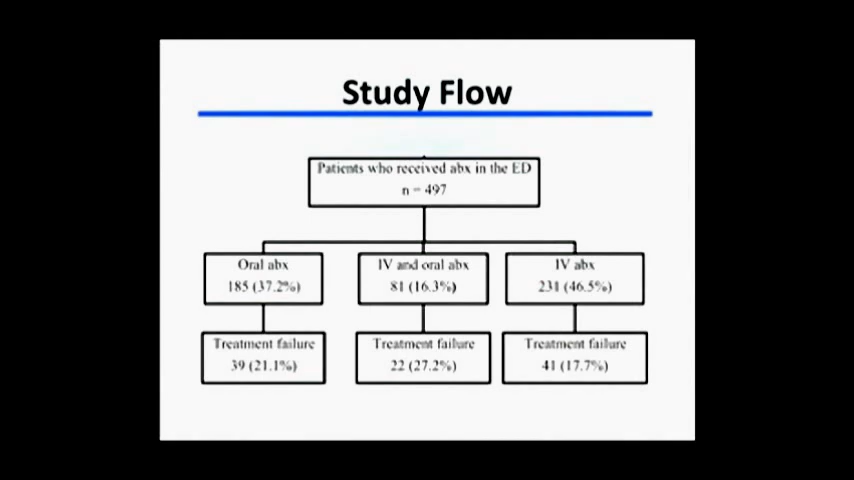 Study Flow
Patients who received abx in the ED
n = 497
Oral abx
185 (37.2%)
IV and oral abx
81 (16.3%)
IV abx
231 (46.5%)
Treatment failure
39 (21.1%)
Treatment failure
22 (27.2%)
Treatment failure
41 (17.7%)